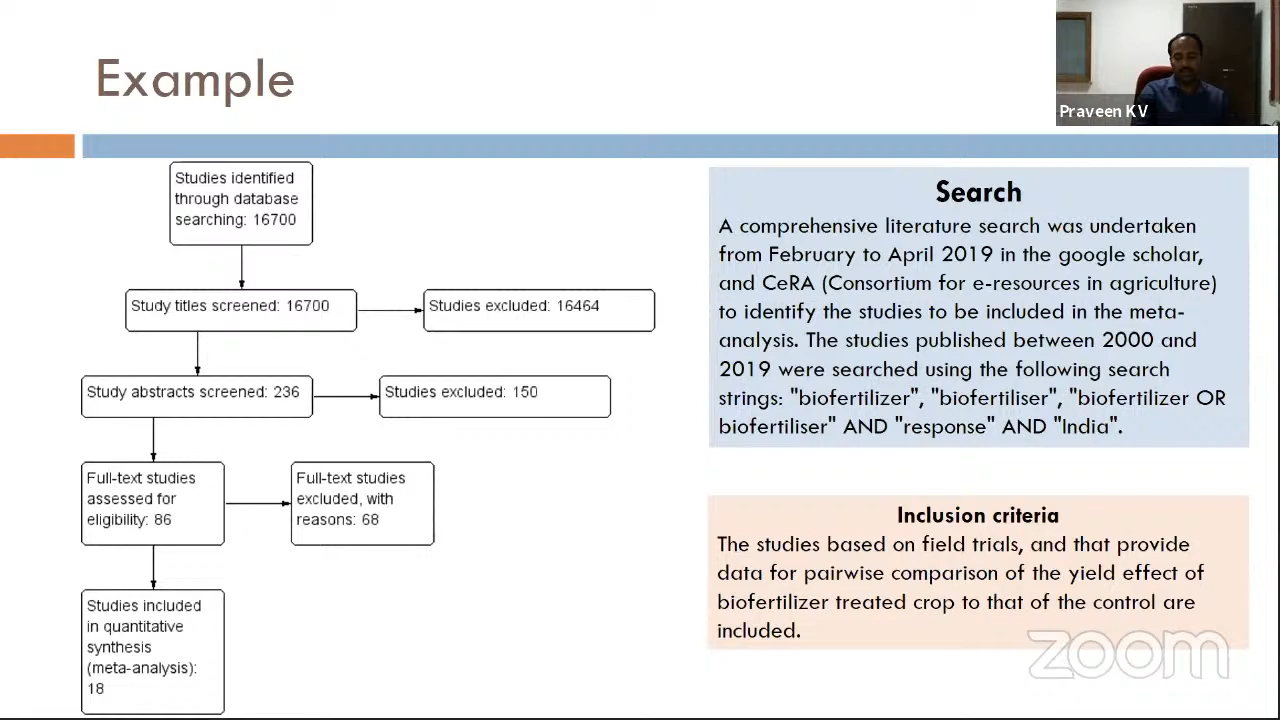 Example
Praveen KV
Studies identified
through database
searching: 16700
Study titles screened: 16700
Studies excluded: 16464
Study abstracts screened: 236
Studies excluded: 150
Full-text studies
assessed for
eligibility: 86
Full-text studies
excluded, with
reasons: 68
Studies included
in quantitative
synthesis
(meta-analysis):
18
Search
A comprehensive literature search was undertaken
from February to April 2019 in the google scholar,
and CeRA (Consortium for e-resources in agriculture)
to identify the studies to be included in the meta-
analysis. The studies published between 2000 and
2019 were searched using the following search
strings: "biofertilizer", "biofertiliser", "biofertilizer OR
biofertiliser" AND "response" AND "India".
Inclusion criteria
The studies based on field trials, and that provide
data for pairwise comparison of the yield effect of
biofertilizer treated crop to that of the control are
included.
zoom